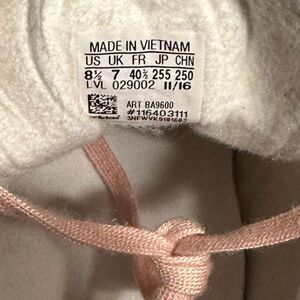 MADE IN VIETNAM
US UK FR JP CHN
8½ 7 40⅔ 255 250
LVL 029002 11/16
ART BA9600
#116403111
adidas